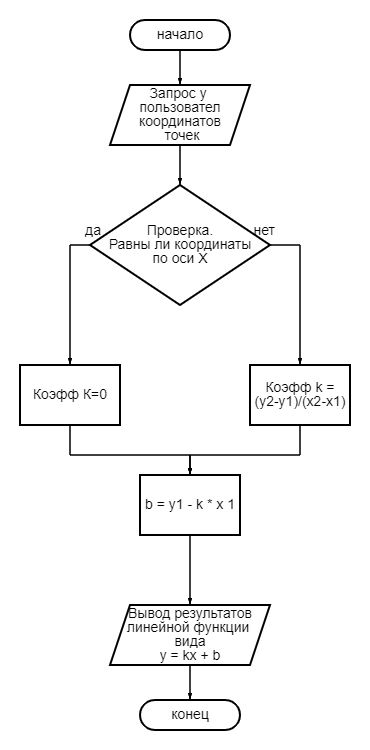 начало
Запрос у
пользовател
координатов
точек
да
Проверка.
нет
Равны ли координаты
по оси X
Коэфф К=0
Коэфф k =
(y2-y1)/(x2-x1)
b = y1 - k * x 1
Вывод результатов
линейной функции
вида
y = kx + b
конец